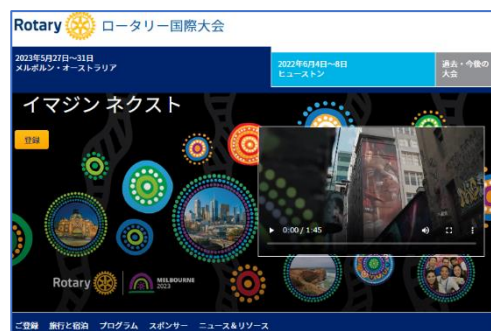 Rotary ロータリー国際大会
2023年5月27日～31日
メルボルン・オーストラリア
2022年6月4日～8日
ヒューストン
過去・今後の
大会
イマジン ネクスト
登録
0:00 / 1:45
Rotary
MELBOURNE
2023
ご登録 旅行と宿泊 プログラム スポンサー ニュース＆リソース